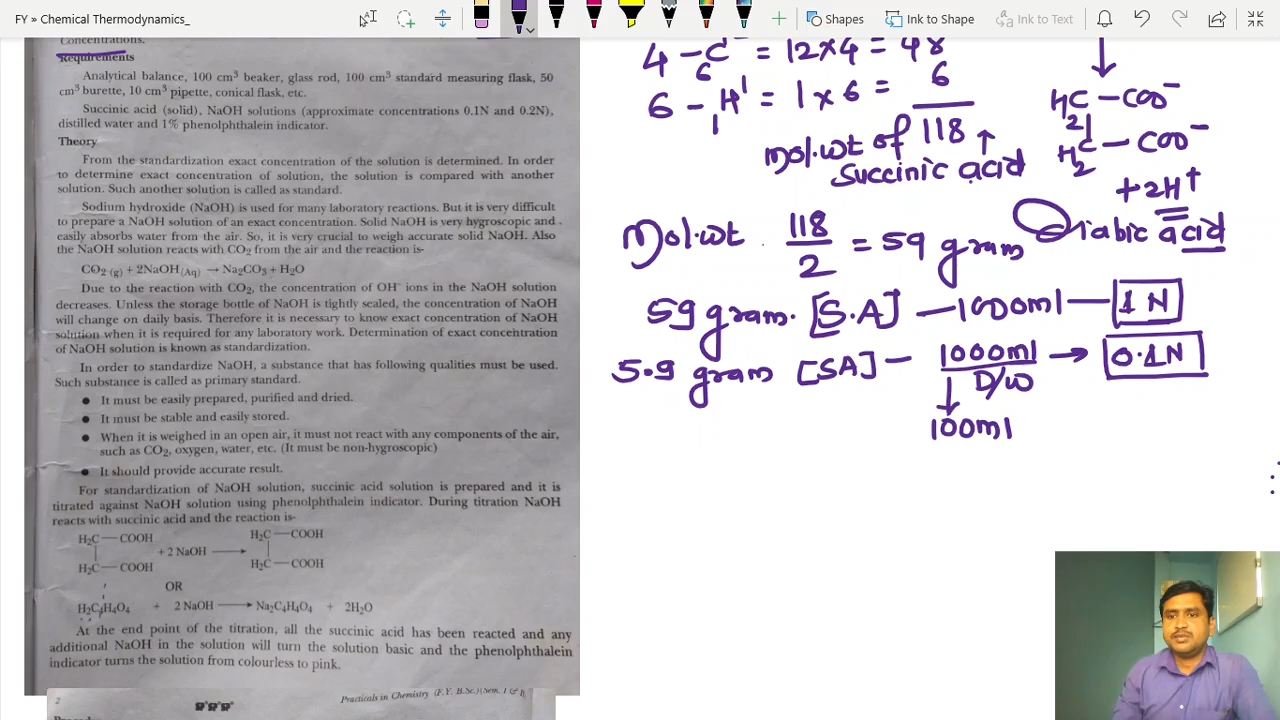 FY » Chemical Thermodynamics_
Shapes
Ink to Shape
Ink to Text
Concentrations.
Requirements
Analytical balance, 100 cm³ beaker, glass rod, 100 cm³ standard measuring flask, 50
cm³ burette, 10 cm³ pipette, conical flask, etc.
Succinic acid (solid), NaOH solutions (approximate concentrations 0.1N and 0.2N),
distilled water and 1% phenolphthalein indicator.
Theory
From the standardization exact concentration of the solution is determined. In order
to determine exact concentration of solution, the solution is compared with another
solution. Such another solution is called as standard.
Sodium hydroxide (NaOH) is used for many laboratory reactions. But it is very difficult
to prepare a NaOH solution of an exact concentration. Solid NaOH is very hygroscopic and
easily absorbs water from the air. So, it is very crucial to weigh accurate solid NaOH. Also
the NaOH solution reacts with CO₂ from the air and the reaction is-
CO₂ (g) + 2NaOH (Aq) → Na₂CO₃ + H₂O
Due to the reaction with CO₂, the concentration of OH⁻ ions in the NaOH solution
decreases. Unless the storage bottle of NaOH is tightly sealed, the concentration of NaOH
will change on daily basis. Therefore it is necessary to know exact concentration of NaOH
solution when it is required for any laboratory work. Determination of exact concentration
of NaOH solution is known as standardization.
In order to standardize NaOH, a substance that has following qualities must be used.
Such substance is called as primary standard.
● It must be easily prepared, purified and dried.
● It must be stable and easily stored.
● When it is weighed in an open air, it must not react with any components of the air,
such as CO₂, oxygen, water, etc. (It must be non-hygroscopic)
● It should provide accurate result.
For standardization of NaOH solution, succinic acid solution is prepared and it is
titrated against NaOH solution using phenolphthalein indicator. During titration NaOH
reacts with succinic acid and the reaction is-
H₂C — COOH H₂C — COOH
+ 2 NaOH →
H₂C — COOH H₂C — COOH
OR
H₂C₄H₄O₄ + 2 NaOH → Na₂C₄H₄O₄ + 2H₂O
At the end point of the titration, all the succinic acid has been reacted and any
additional NaOH in the solution will turn the solution basic and the phenolphthalein
indicator turns the solution from colourless to pink.
2
Practicals in Chemistry (F.Y. B.Sc.) (Sem. I &
4 - C = 12 x 4 = 48
6
6 - H¹ = 1 x 6 = 6
1
118
Mol.wt of ↑
Succinic acid
H₂C - COO⁻
H₂C - COO⁻
+ 2H⁺
Diabic acid
Mol.wt 118/2 = 59 gram
59 gram. [S.A] — 1000ml — 1 N
5.9 gram [SA] — 1000ml → 0.1N
D/W
↓
100ml